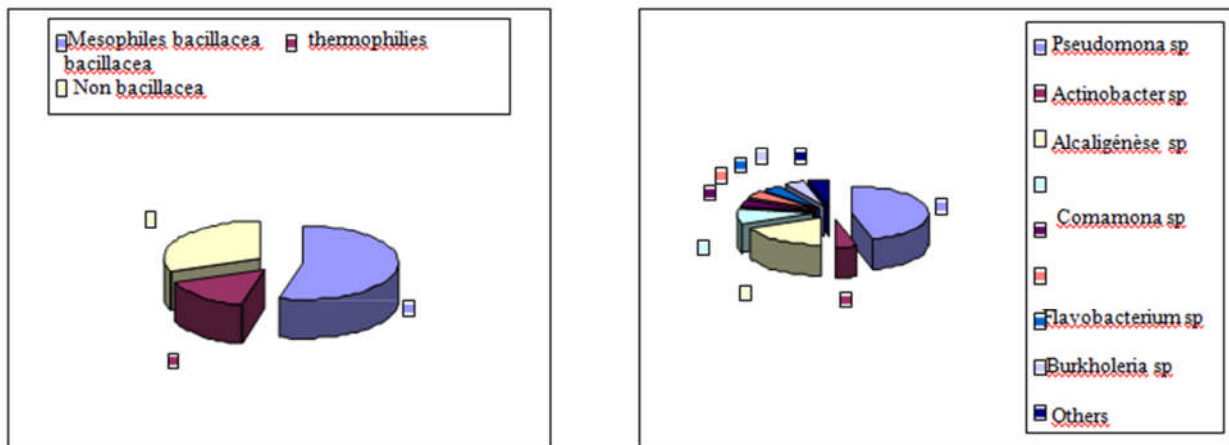 Mesophiles bacillacea thermophilies
bacillacea
Non bacillacea
Pseudomona sp
Actinobacter sp
Alcaligénèse sp
Comamona sp
Flavobacterium sp
Burkholeria sp
Others